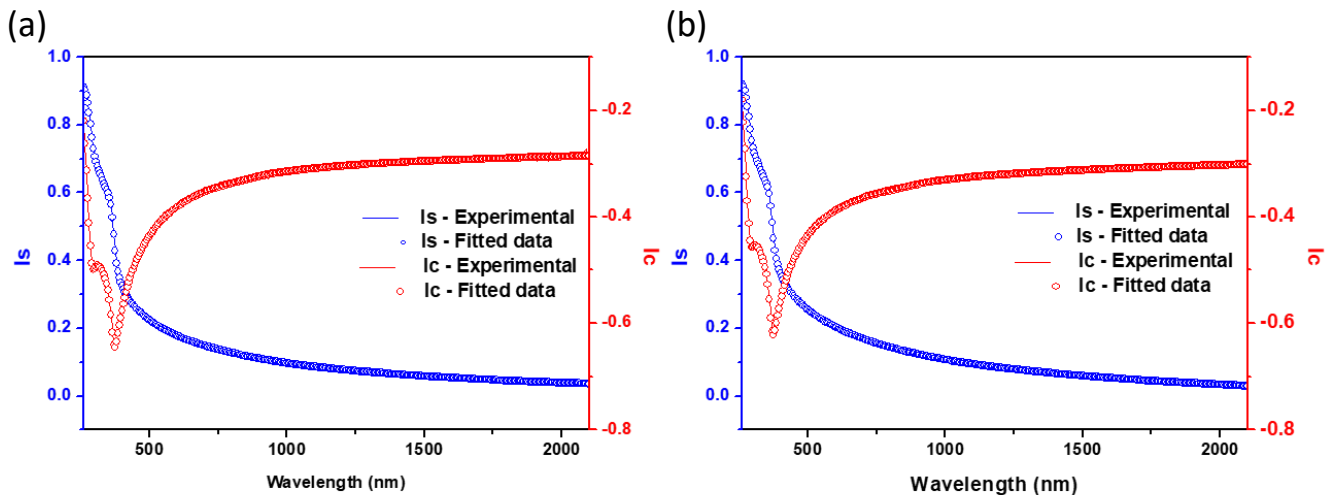 (a)
1.0
0.8
0.6
0.4
0.2
0.0
Is
-0.2
-0.4
-0.6
-0.8
Ic
Is - Experimental
Is - Fitted data
Ic - Experimental
Ic - Fitted data
500 1000 1500 2000
Wavelength (nm)
(b)
1.0
0.8
0.6
0.4
0.2
0.0
Is
-0.2
-0.4
-0.6
-0.8
Ic
Is - Experimental
Is - Fitted data
Ic - Experimental
Ic - Fitted data
500 1000 1500 2000
Wavelength (nm)